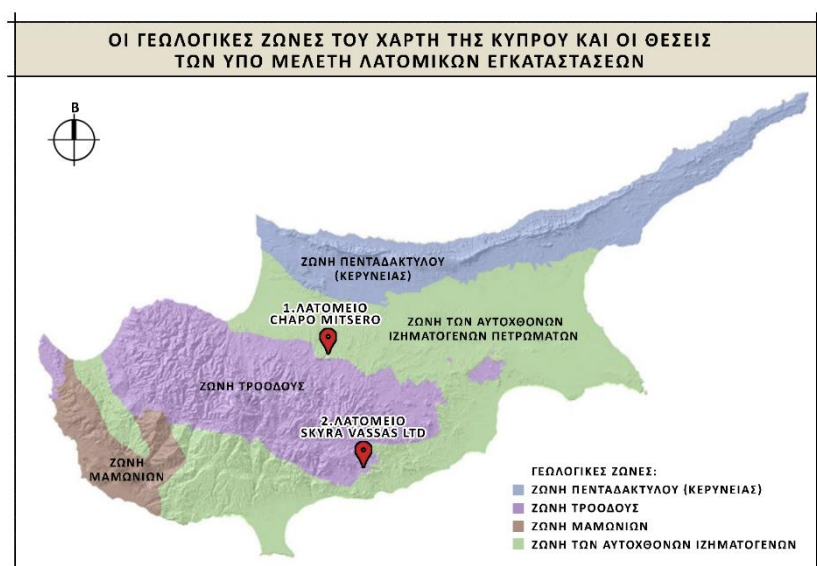 ΟΙ ΓΕΩΛΟΓΙΚΕΣ ΖΩΝΕΣ ΤΟΥ ΧΑΡΤΗ ΤΗΣ ΚΥΠΡΟΥ ΚΑΙ ΟΙ ΘΕΣΕΙΣ
ΤΩΝ ΥΠΟ ΜΕΛΕΤΗ ΛΑΤΟΜΙΚΩΝ ΕΓΚΑΤΑΣΤΑΣΕΩΝ
Β
ΖΩΝΗ ΠΕΝΤΑΔΑΚΤΥΛΟΥ
(ΚΕΡΥΝΕΙΑΣ)
1.ΛΑΤΟΜΕΙΟ
CHAPO MITSERO
ΖΩΝΗ ΤΩΝ ΑΥΤΟΧΘΟΝΩΝ
ΙΖΗΜΑΤΟΓΕΝΩΝ ΠΕΤΡΩΜΑΤΩΝ
ΖΩΝΗ ΤΡΟΟΔΟΥΣ
2.ΛΑΤΟΜΕΙΟ
SKYRA VASSAS LTD
ΖΩΝΗ
ΜΑΜΩΝΙΩΝ
ΓΕΩΛΟΓΙΚΕΣ ΖΩΝΕΣ:
ΖΩΝΗ ΠΕΝΤΑΔΑΚΤΥΛΟΥ (ΚΕΡΥΝΕΙΑΣ)
ΖΩΝΗ ΤΡΟΟΔΟΥΣ
ΖΩΝΗ ΜΑΜΩΝΙΩΝ
ΖΩΝΗ ΤΩΝ ΑΥΤΟΧΘΟΝΩΝ ΙΖΗΜΑΤΟΓΕΝΩΝ